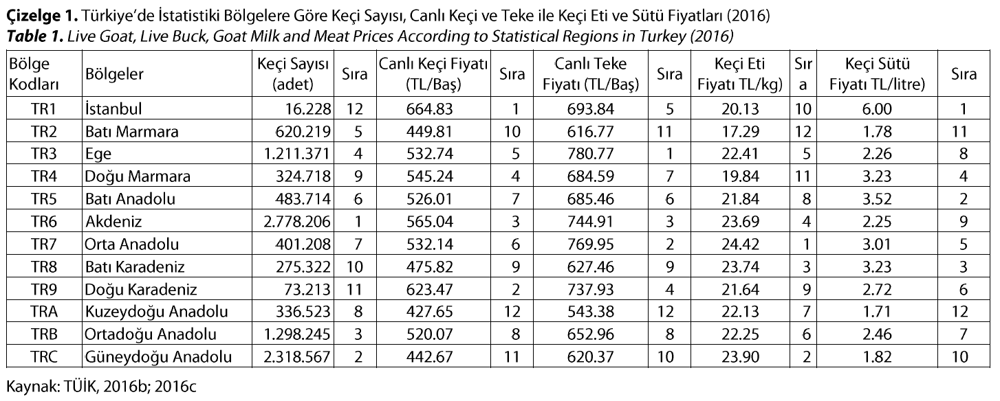 Çizelge 1. Türkiye’de İstatistiki Bölgelere Göre Keçi Sayısı, Canlı Keçi ve Teke ile Keçi Eti ve Sütü Fiyatları (2016)
Table 1. Live Goat, Live Buck, Goat Milk and Meat Prices According to Statistical Regions in Turkey (2016)
Bölge Kodları Bölgeler Keçi Sayısı (adet) Sıra Canlı Keçi Fiyatı (TL/Baş) Sıra Canlı Teke Fiyatı (TL/Baş) Sıra Keçi Eti Fiyatı TL/kg) Sır a Keçi Sütü Fiyatı TL/litre) Sıra
TR1 İstanbul 16.228 12 664.83 1 693.84 5 20.13 10 6.00 1
TR2 Batı Marmara 620.219 5 449.81 10 616.77 11 17.29 12 1.78 11
TR3 Ege 1.211.371 4 532.74 5 780.77 1 22.41 5 2.26 8
TR4 Doğu Marmara 324.718 9 545.24 4 684.59 7 19.84 11 3.23 4
TR5 Batı Anadolu 483.714 6 526.01 7 685.46 6 21.84 8 3.52 2
TR6 Akdeniz 2.778.206 1 565.04 3 744.91 3 23.69 4 2.25 9
TR7 Orta Anadolu 401.208 7 532.14 6 769.95 2 24.42 1 3.01 5
TR8 Batı Karadeniz 275.322 10 475.82 9 627.46 9 23.74 3 3.23 3
TR9 Doğu Karadeniz 73.213 11 623.47 2 737.93 4 21.64 9 2.72 6
TRA Kuzeydoğu Anadolu 336.523 8 427.65 12 543.38 12 22.13 7 1.71 12
TRB Ortadoğu Anadolu 1.298.245 3 520.07 8 652.96 8 22.25 6 2.46 7
TRC Güneydoğu Anadolu 2.318.567 2 442.67 11 620.37 10 23.90 2 1.82 10
Kaynak: TÜİK, 2016b; 2016c